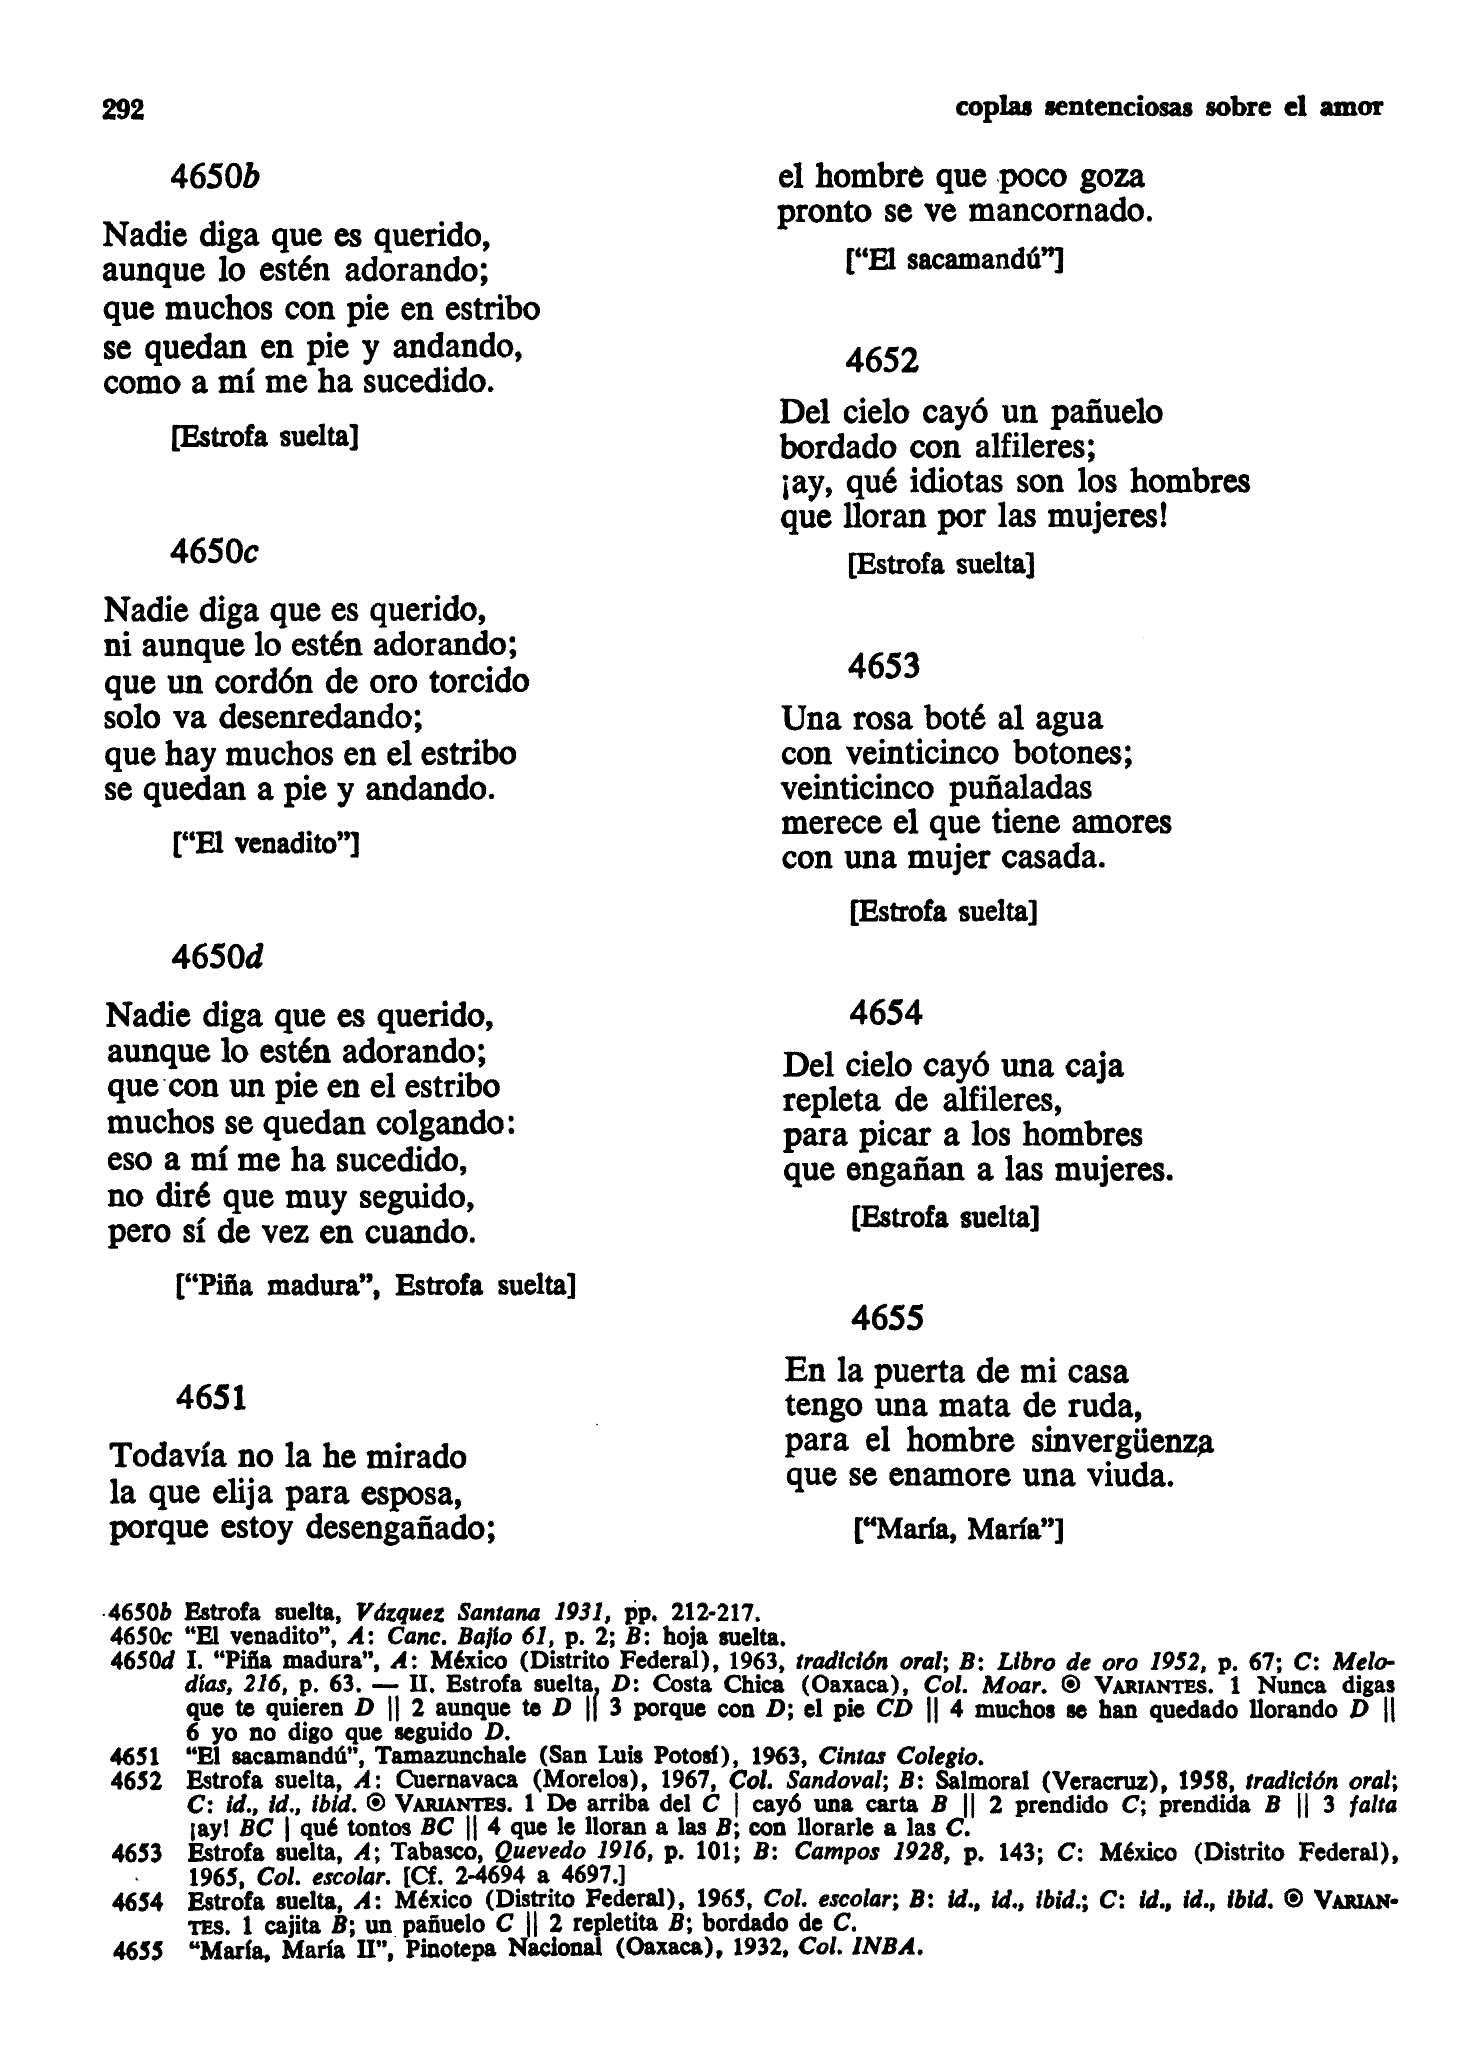 292
coplas sentenciosas sobre el amor
4650b
Nadie diga que es querido,
aunque lo estén adorando;
que muchos con pie en estribo
se quedan en pie y andando,
como a mí me ha sucedido.
[Estrofa suelta]
4650c
Nadie diga que es querido,
ni aunque lo estén adorando;
que un cordón de oro torcido
solo va desenredando;
que hay muchos en el estribo
se quedan a pie y andando.
[“El venadito”]
4650d
Nadie diga que es querido,
aunque lo estén adorando;
que con un pie en el estribo
muchos se quedan colgando:
eso a mí me ha sucedido,
no diré que muy seguido,
pero sí de vez en cuando.
[“Piña madura”, Estrofa suelta]
4651
Todavía no la he mirado
la que elija para esposa,
porque estoy desengañado;
el hombre que poco goza
pronto se ve mancornado.
[“El sacamandú”]
4652
Del cielo cayó un pañuelo
bordado con alfileres;
¡ay, qué idiotas son los hombres
que lloran por las mujeres!
[Estrofa suelta]
4653
Una rosa boté al agua
con veinticinco botones;
veinticinco puñaladas
merece el que tiene amores
con una mujer casada.
[Estrofa suelta]
4654
Del cielo cayó una caja
repleta de alfileres,
para picar a los hombres
que engañan a las mujeres.
[Estrofa suelta]
4655
En la puerta de mi casa
tengo una mata de ruda,
para el hombre sinvergüenza
que se enamore una viuda.
[“María, María”]
4650b Estrofa suelta, Vázquez Santana 1931, pp. 212-217.
4650c “El venadito”, A: Canc. Bajío 61, p. 2; B: hoja suelta.
4650d I. “Piña madura”, A: México (Distrito Federal), 1963, tradición oral; B: Libro de oro 1952, p. 67; C: Melo-
días, 216, p. 63. — II. Estrofa suelta, D: Costa Chica (Oaxaca), Col. Moar. ⊙ VARIANTES. 1 Nunca digas
que te quieren D || 2 aunque te D || 3 porque con D; el pie CD || 4 muchos se han quedado llorando D ||
6 yo no digo que seguido D.
4651 “El sacamandú”, Tamazunchale (San Luis Potosí), 1963, Cintas Colegio.
4652 Estrofa suelta, A: Cuernavaca (Morelos), 1967, Col. Sandoval; B: Salmoral (Veracruz), 1958, tradición oral;
C: id., id., ibid. ⊙ VARIANTES. 1 De arriba del C | cayó una carta B || 2 prendido C; prendida B || 3 falta
¡ay! BC | qué tontos BC || 4 que le lloran a las B; con llorarle a las C.
4653 Estrofa suelta, A; Tabasco, Quevedo 1916, p. 101; B: Campos 1928, p. 143; C: México (Distrito Federal),
1965, Col. escolar. [Cf. 2-4694 a 4697.]
4654 Estrofa suelta, A: México (Distrito Federal), 1965, Col. escolar; B: id., id., ibid.; C: id., id., ibid. ⊙ VARIAN-
TES. 1 cajita B; un pañuelo C || 2 repletita B; bordado de C.
4655 “María, María II”, Pinotepa Nacional (Oaxaca), 1932, Col. INBA.